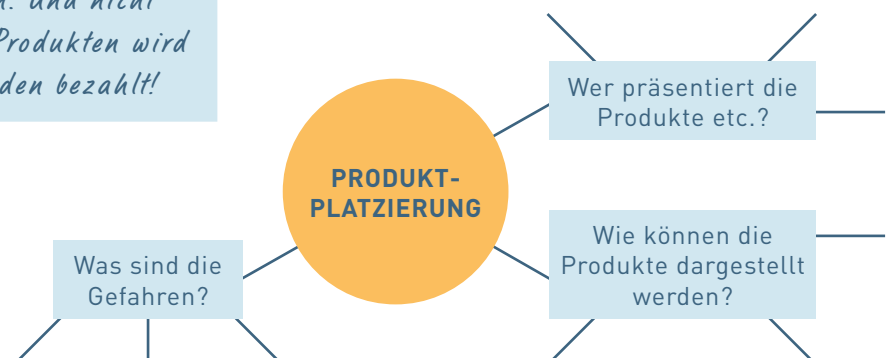 und nicht
Produkten wird
den bezahlt!
Wer präsentiert die
Produkte etc.?
PRODUKT-
PLATZIERUNG
Was sind die
Gefahren?
Wie können die
Produkte dargestellt
werden?